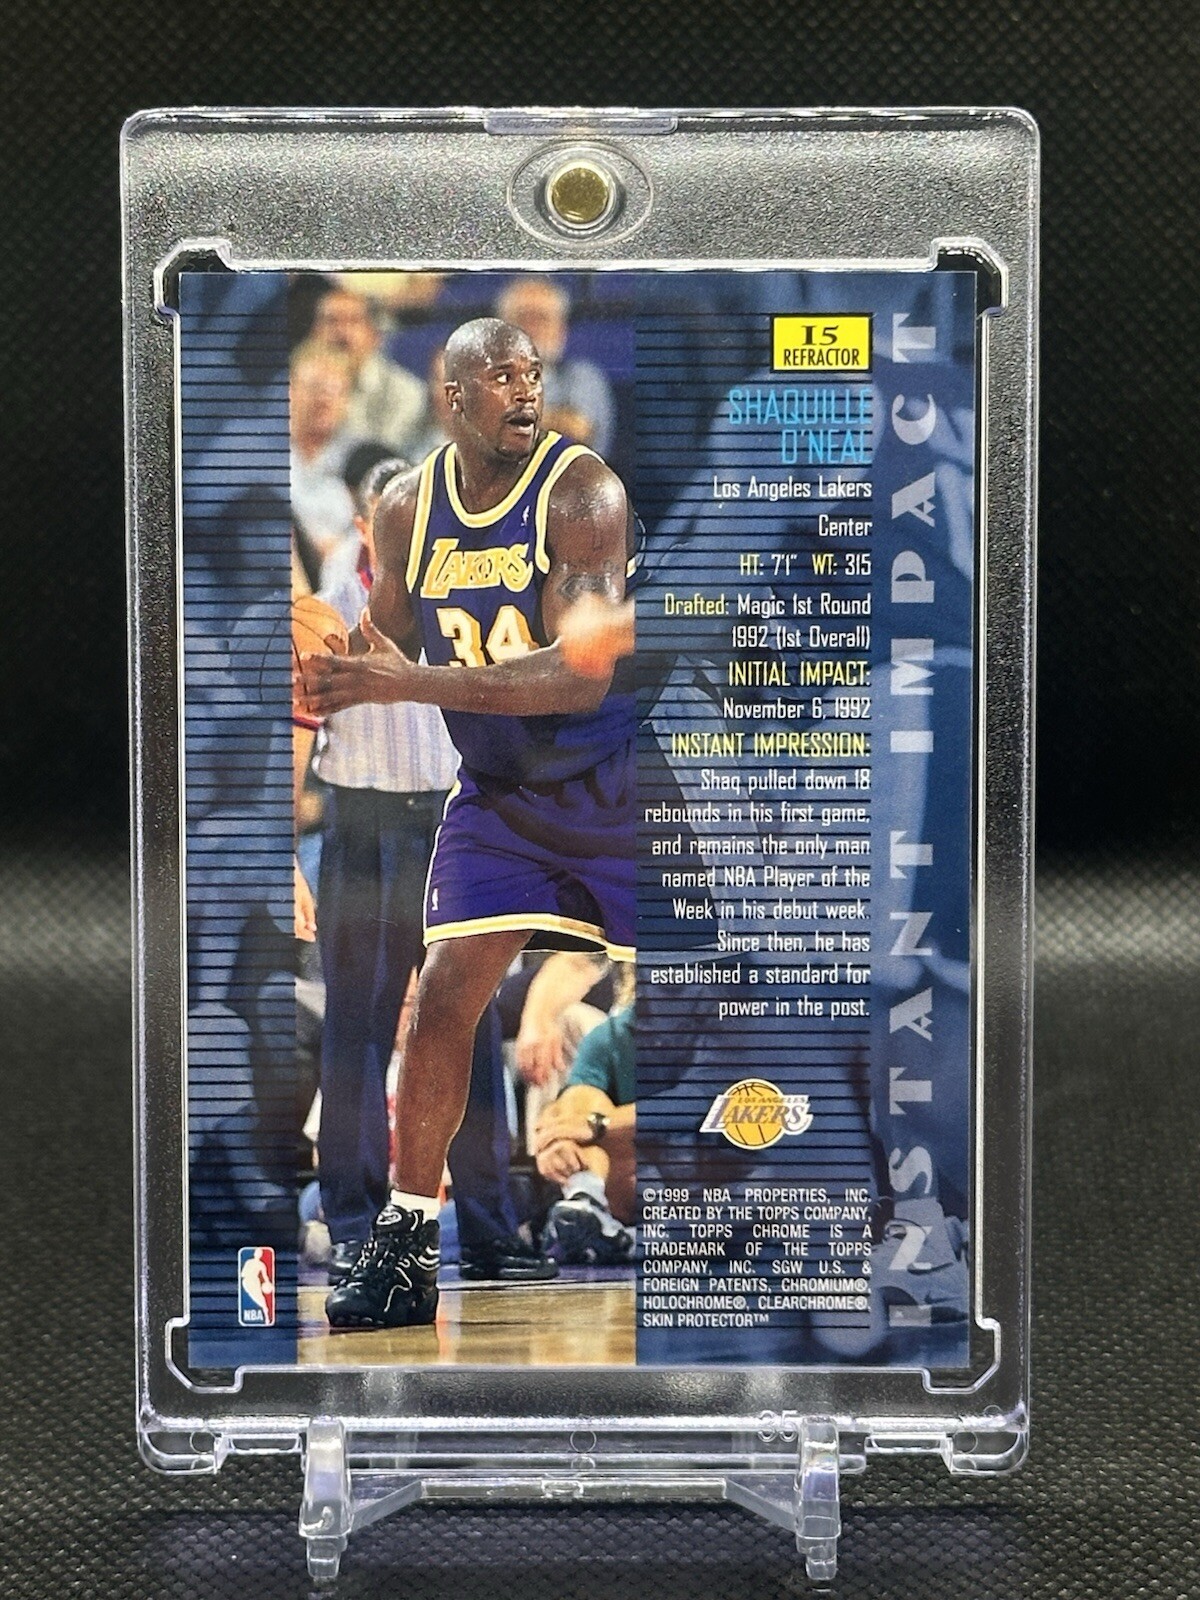 I5
REFRACTOR
SHAQUILLE
O'NEAL
Los Angeles Lakers
Center
HT: 7'1" WT: 315
Drafted: Magic 1st Round
1992 (1st Overall)
INITIAL IMPACT:
November 6, 1992
INSTANT IMPRESSION:
Shaq pulled down 18
rebounds in his first game,
and remains the only man
named NBA Player of the
Week in his debut week.
Since then, he has
established a standard for
power in the post.
LOS ANGELES
LAKERS
©1999 NBA PROPERTIES, INC.
CREATED BY THE TOPPS COMPANY,
INC. TOPPS CHROME IS A
TRADEMARK OF THE TOPPS
COMPANY, INC. SGW U.S. &
FOREIGN PATENTS, CHROMIUM®,
HOLOCHROME®, CLEARCHROME®,
SKIN PROTECTOR™
INSTANT IMPACT
LAKERS
34
NBA
35